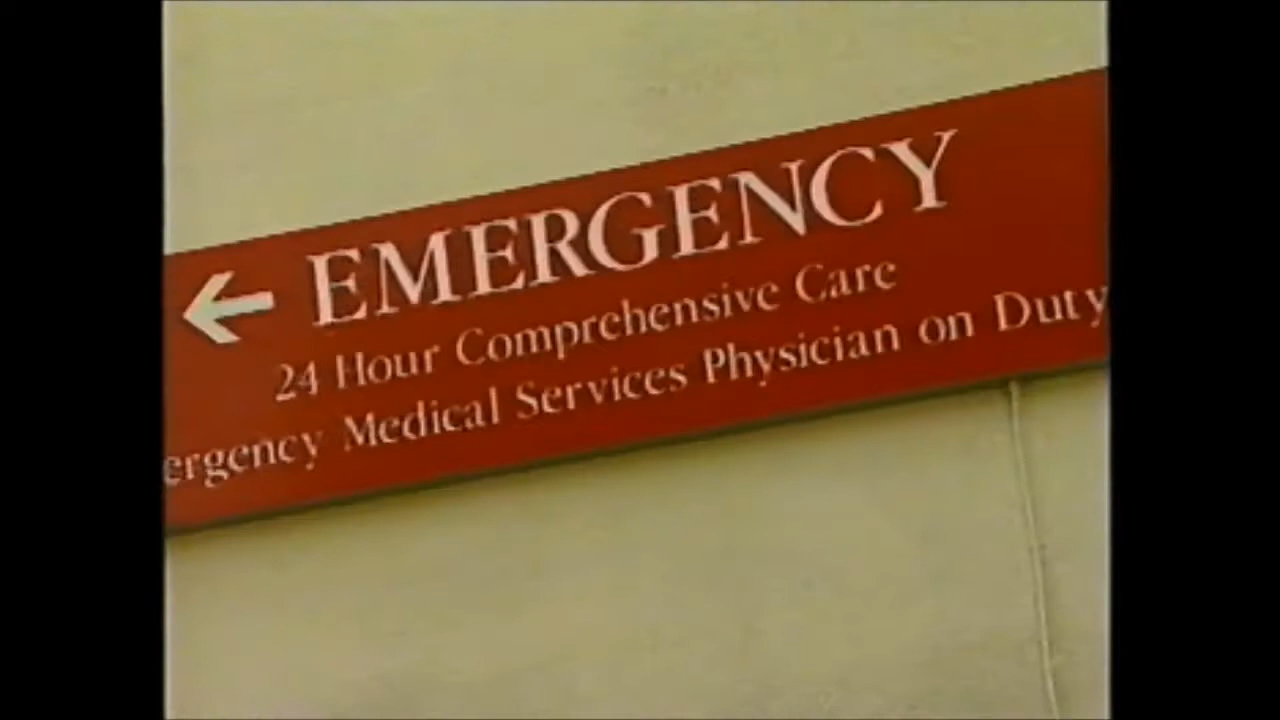 ← EMERGENCY
24 Hour Comprehensive Care
ergency Medical Services Physician on Duty